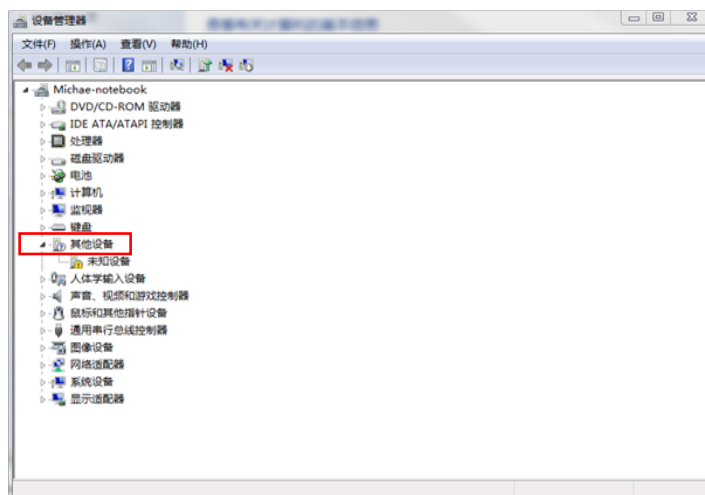 设备管理器
文件(F) 操作(A) 查看(V) 帮助(H)
Michae-notebook
DVD/CD-ROM 驱动器
IDE ATA/ATAPI 控制器
处理器
磁盘驱动器
电池
计算机
监视器
键盘
其他设备
未知设备
人体学输入设备
声音、视频和游戏控制器
鼠标和其他指针设备
通用串行总线控制器
图像设备
网络适配器
系统设备
显示适配器